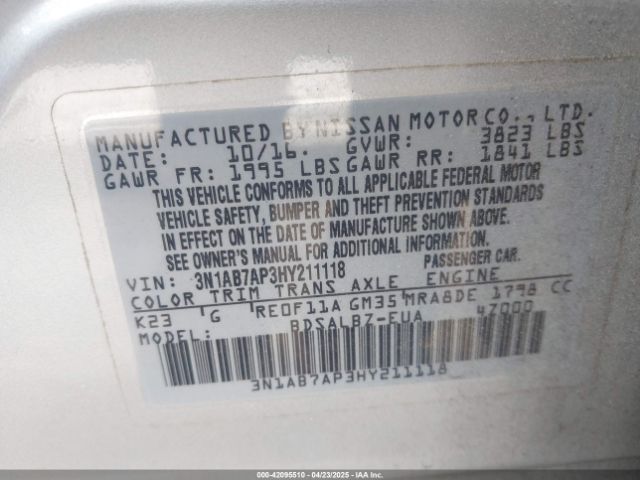 MANUFACTURED BY NISSAN MOTOR CO., LTD.
DATE: 10/16. GVWR: 3823 LBS
GAWR FR: 1995 LBS GAWR RR: 1841 LBS
THIS VEHICLE CONFORMS TO ALL APPLICABLE FEDERAL MOTOR
VEHICLE SAFETY, BUMPER AND THEFT PREVENTION STANDARDS
IN EFFECT ON THE DATE OF MANUFACTURE SHOWN ABOVE.
SEE OWNER'S MANUAL FOR ADDITIONAL INFORMATION.
VIN: 3N1AB7AP3HY211118 PASSENGER CAR.
COLOR TRIM TRANS AXLE ENGINE
K23 G RE0F11A GM35 MRA8DE 1798 CC
MODEL: BDSALBZ-EUA 47000
3N1AB7AP3HY211118
000-42095510 - 04/23/2025 - IAAI.COM